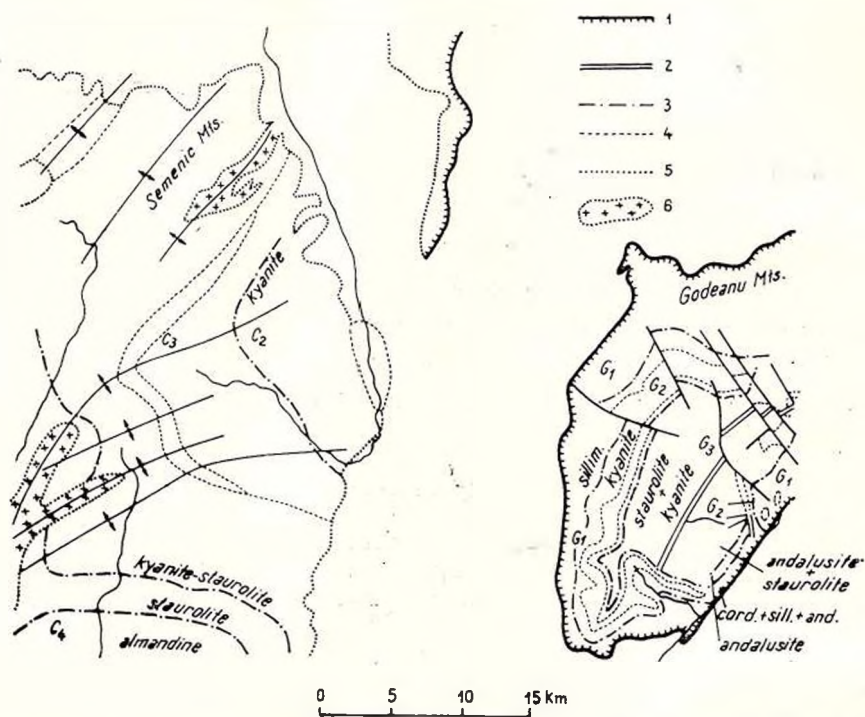 1
2
3
4
5
6
Semenic Mts.
kyanite
C3
C2
kyanite-staurolite
staurolite
C4
almandine
Godeanu Mts.
G1
G2
G3
sillim.
kyanite
staurolite
+
kyanite
G1
G2
G1
andalusite
+
staurolite
cord.+sill.+and.
andalusite
0 5 10 15 km